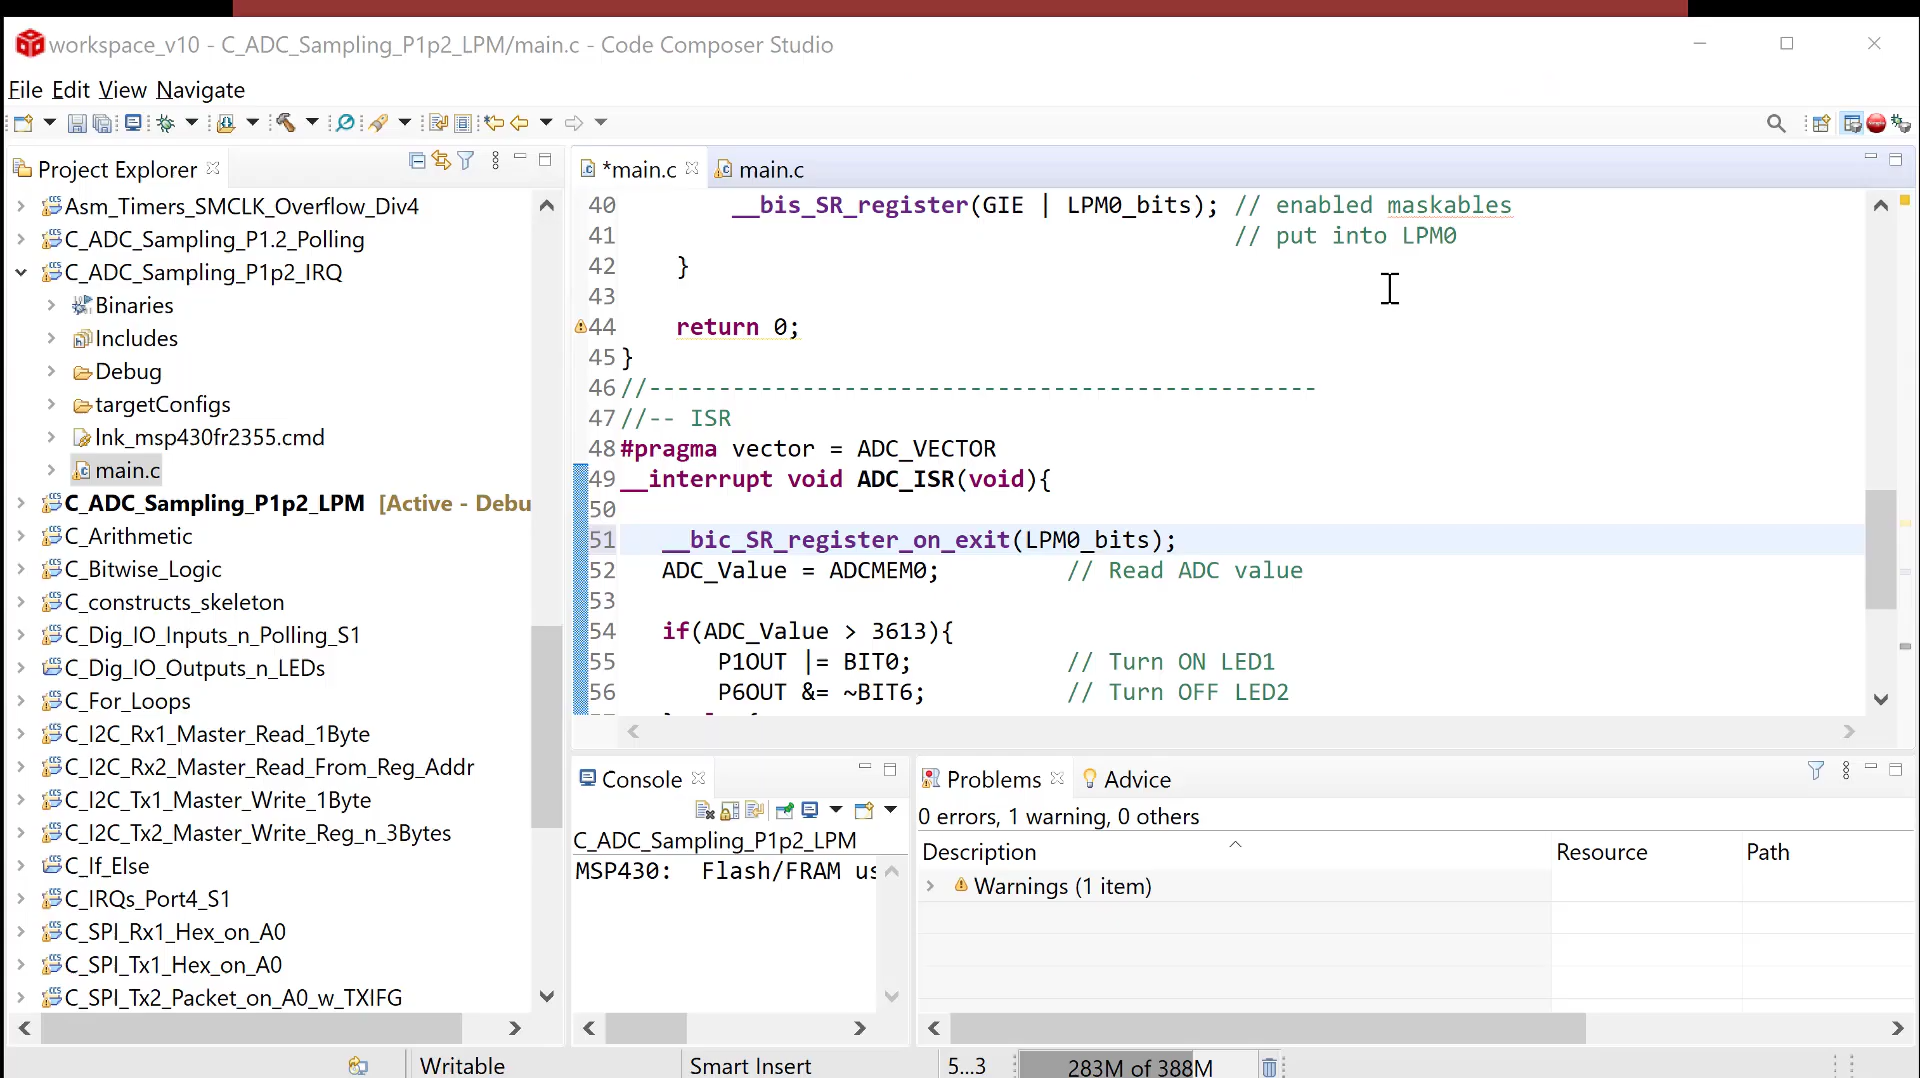 workspace_v10 - C_ADC_Sampling_P1p2_LPM/main.c - Code Composer Studio
File Edit View Navigate
Project Explorer
Asm_Timers_SMCLK_Overflow_Div4
C_ADC_Sampling_P1.2_Polling
C_ADC_Sampling_P1p2_IRQ
Binaries
Includes
Debug
targetConfigs
lnk_msp430fr2355.cmd
main.c
C_ADC_Sampling_P1p2_LPM [Active - Debu
C_Arithmetic
C_Bitwise_Logic
C_constructs_skeleton
C_Dig_IO_Inputs_n_Polling_S1
C_Dig_IO_Outputs_n_LEDs
C_For_Loops
C_I2C_Rx1_Master_Read_1Byte
C_I2C_Rx2_Master_Read_From_Reg_Addr
C_I2C_Tx1_Master_Write_1Byte
C_I2C_Tx2_Master_Write_Reg_n_3Bytes
C_If_Else
C_IRQs_Port4_S1
C_SPI_Rx1_Hex_on_A0
C_SPI_Tx1_Hex_on_A0
C_SPI_Tx2_Packet_on_A0_w_TXIFG
*main.c main.c
40 __bis_SR_register(GIE | LPM0_bits); // enabled maskables
41 // put into LPM0
42 }
43
44 return 0;
45 }
46 //------------------------------------------------
47 //-- ISR
48 #pragma vector = ADC_VECTOR
49 __interrupt void ADC_ISR(void){
50
51 __bic_SR_register_on_exit(LPM0_bits);
52 ADC_Value = ADCMEM0; // Read ADC value
53
54 if(ADC_Value > 3613){
55 P1OUT |= BIT0; // Turn ON LED1
56 P6OUT &= ~BIT6; // Turn OFF LED2
Console
C_ADC_Sampling_P1p2_LPM
MSP430: Flash/FRAM us
Problems Advice
0 errors, 1 warning, 0 others
Description Resource Path
Warnings (1 item)
Writable Smart Insert 5...3 283M of 388M